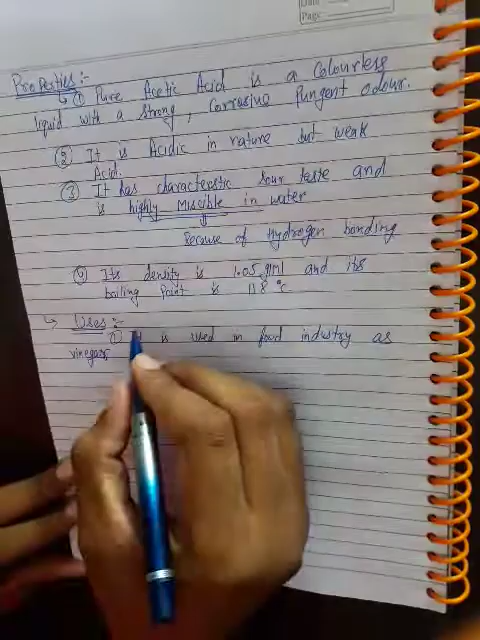 Date
Page
Properties :-
① Pure Acetic Acid is a Colourless
liquid with a strong, corrosive Pungent odour.
② It is Acidic in nature but weak
Acid.
③ It has characterstic Sour taste and
is highly Miscible in water
Because of Hydrogen bonding
④ Its density is 1.05 g/ml and its
boiling Point is 118 °C
Uses :-
① It is used in food industry as
vinegar